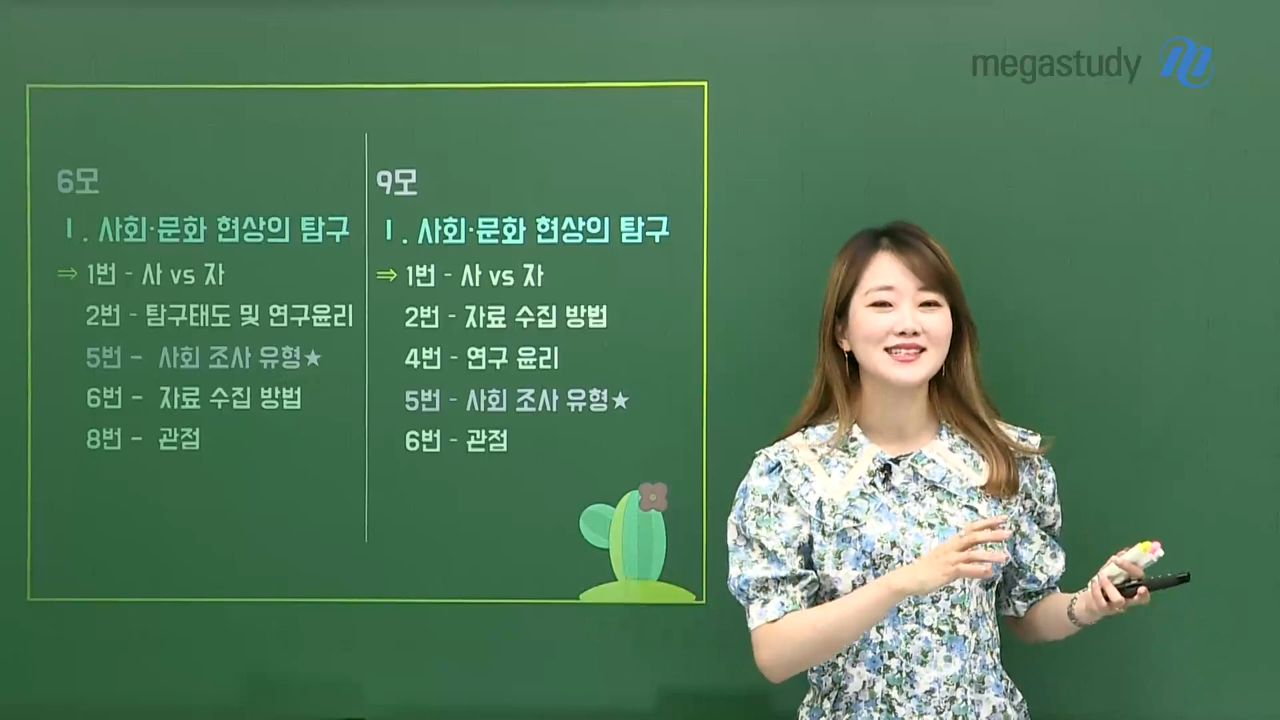 megastudy
6모
Ⅰ. 사회·문화 현상의 탐구
⇒ 1번 - 사 vs 자
2번 - 탐구태도 및 연구윤리
5번 - 사회 조사 유형★
6번 - 자료 수집 방법
8번 - 관점
9모
Ⅰ. 사회·문화 현상의 탐구
⇒ 1번 - 사 vs 자
2번 - 자료 수집 방법
4번 - 연구 윤리
5번 - 사회 조사 유형★
6번 - 관점